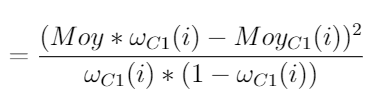 = \frac{(Moy * \omega_{C1}(i) - Moy_{C1}(i))^2}{\omega_{C1}(i) * (1 - \omega_{C1}(i))}